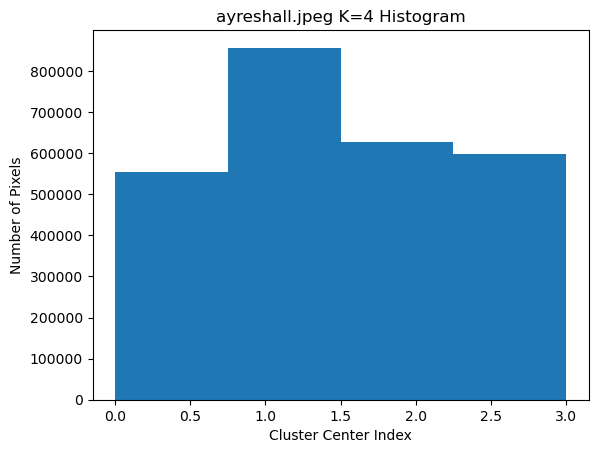 ayreshall.jpeg K=4 Histogram
800000
700000
600000
500000
400000
300000
200000
100000
0
Number of Pixels
0.0 0.5 1.0 1.5 2.0 2.5 3.0
Cluster Center Index